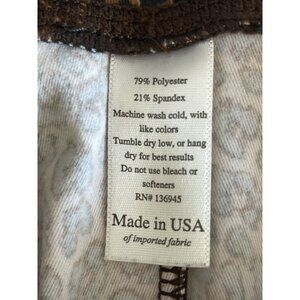 79% Polyester
21% Spandex
Machine wash cold, with
like colors
Tumble dry low, or hang
dry for best results
Do not use bleach or
softeners
RN# 136945
Made in USA
of imported fabric